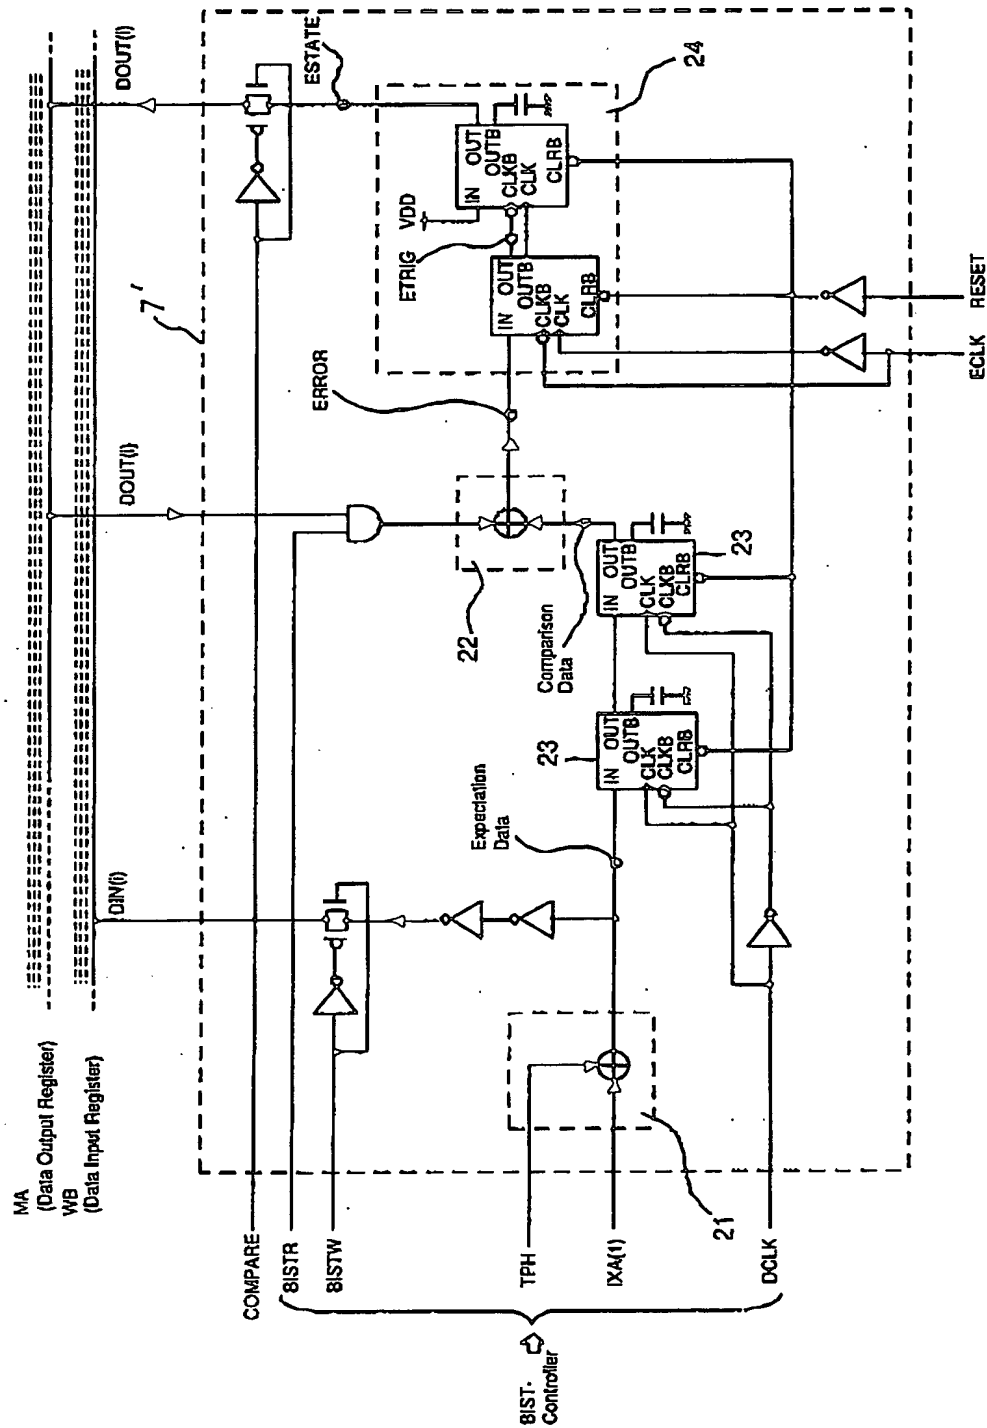 MA
(Data Output Register)
WB
(Data Input Register)
DIN(i)
DOUT(i)
DOUT(i)
7'
COMPARE
BISTR
BISTW
TPH
IXA(1)
DCLK
BIST-
Controller
21
22
23
23
24
Expectation
Data
Comparison
Data
ERROR
ETRIG
VDD
ESTATE
IN
OUT
OUTB
CLK
CLKB
CLRB
IN
OUT
OUTB
CLK
CLKB
CLRB
IN
OUT
OUTB
CLKB
CLK
CLRB
IN
OUT
OUTB
CLKB
CLK
CLRB
ECLK
RESET